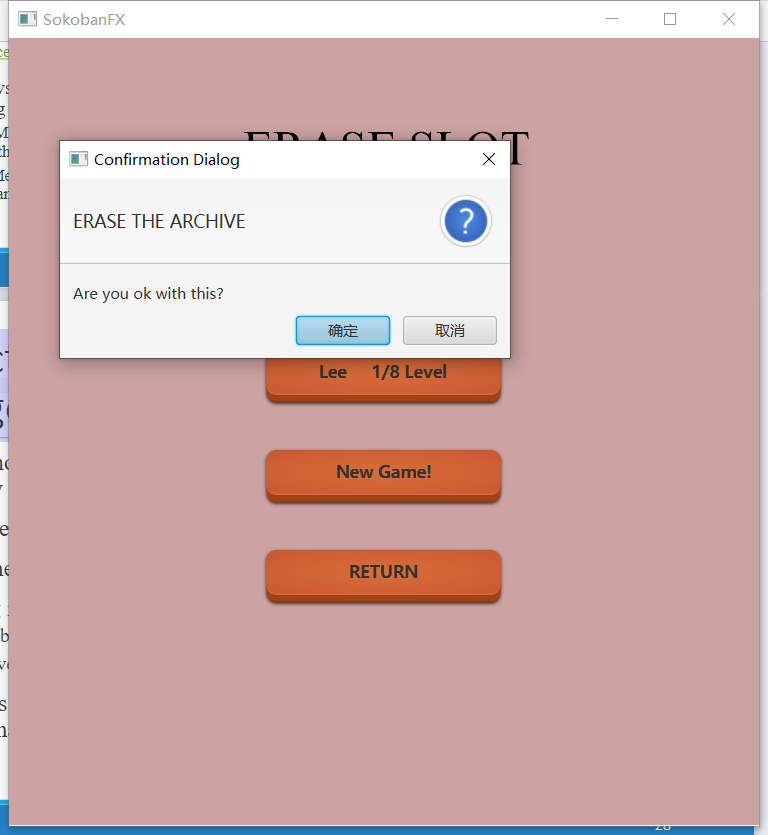 SokobanFX
ERASE SLOT
Confirmation Dialog
ERASE THE ARCHIVE
Are you ok with this?
确定 取消
Lee 1/8 Level
New Game!
RETURN
28